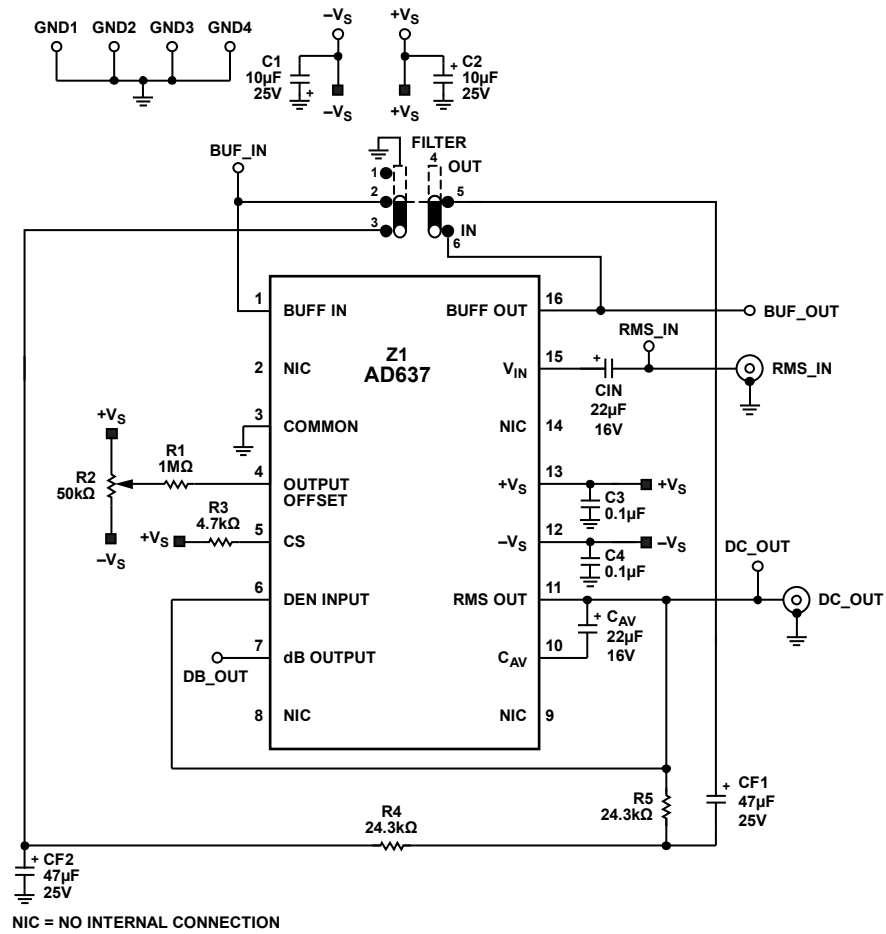 GND1 GND2 GND3 GND4
–VS +VS
C1
10µF
25V
+
+ C2
10µF
25V
–VS +VS
BUF_IN
FILTER
4
OUT
1
2
5
3
IN
6
1 BUFF IN BUFF OUT 16
BUF_OUT
RMS_IN
Z1
AD637
2 NIC
VIN 15
+
CIN
22µF
16V
RMS_IN
3 COMMON
NIC 14
+VS
R2
50kΩ
–VS
R1
1MΩ
4 OUTPUT
OFFSET
+VS 13
+VS
C3
0.1µF
R3
4.7kΩ
+VS
5 CS
–VS 12
–VS
C4
0.1µF
DC_OUT
6 DEN INPUT RMS OUT 11
DC_OUT
+ CAV
22µF
16V
7 dB OUTPUT
DB_OUT
CAV 10
8 NIC NIC 9
R4
24.3kΩ
R5
24.3kΩ
+ CF1
47µF
25V
+ CF2
47µF
25V
NIC = NO INTERNAL CONNECTION